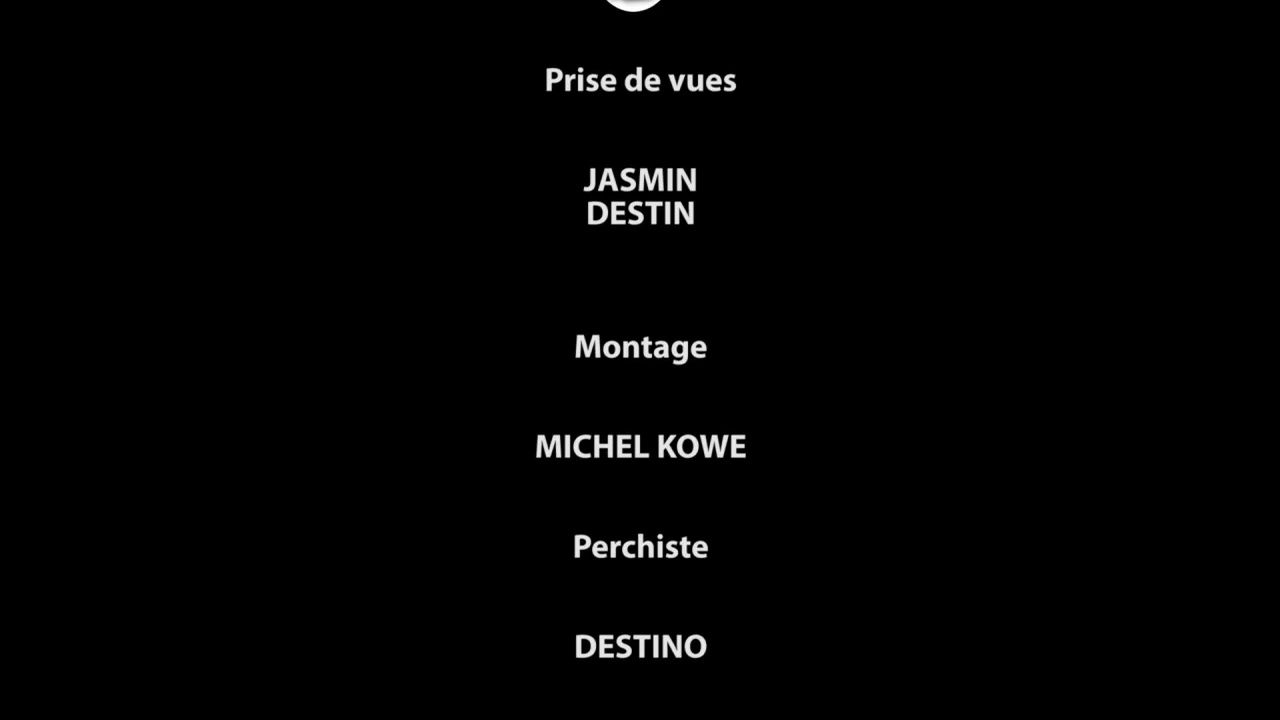 Prise de vues
JASMIN
DESTIN
Montage
MICHEL KOWE
Perchiste
DESTINO